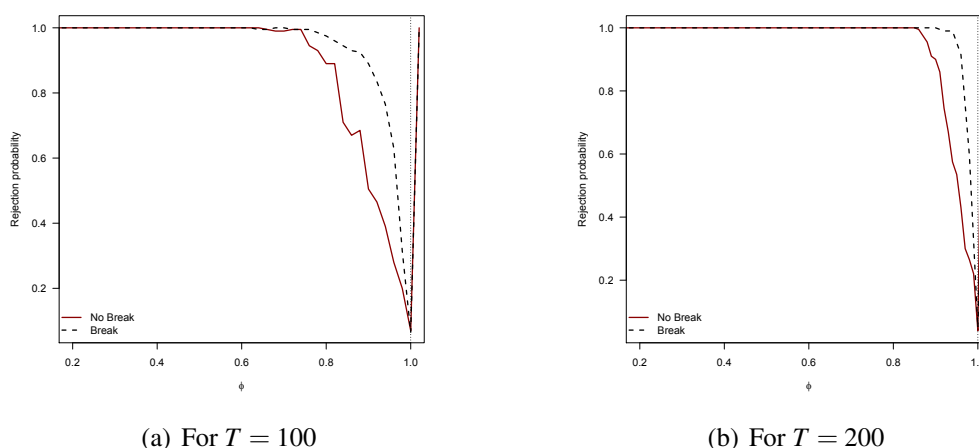 1.0
0.8
0.6
0.4
0.2
Rejection probability
No Break
Break
0.2 0.4 0.6 0.8 1.0
ϕ
(a) For T = 100
1.0
0.8
0.6
0.4
0.2
Rejection probability
No Break
Break
0.2 0.4 0.6 0.8 1.0
ϕ
(b) For T = 200